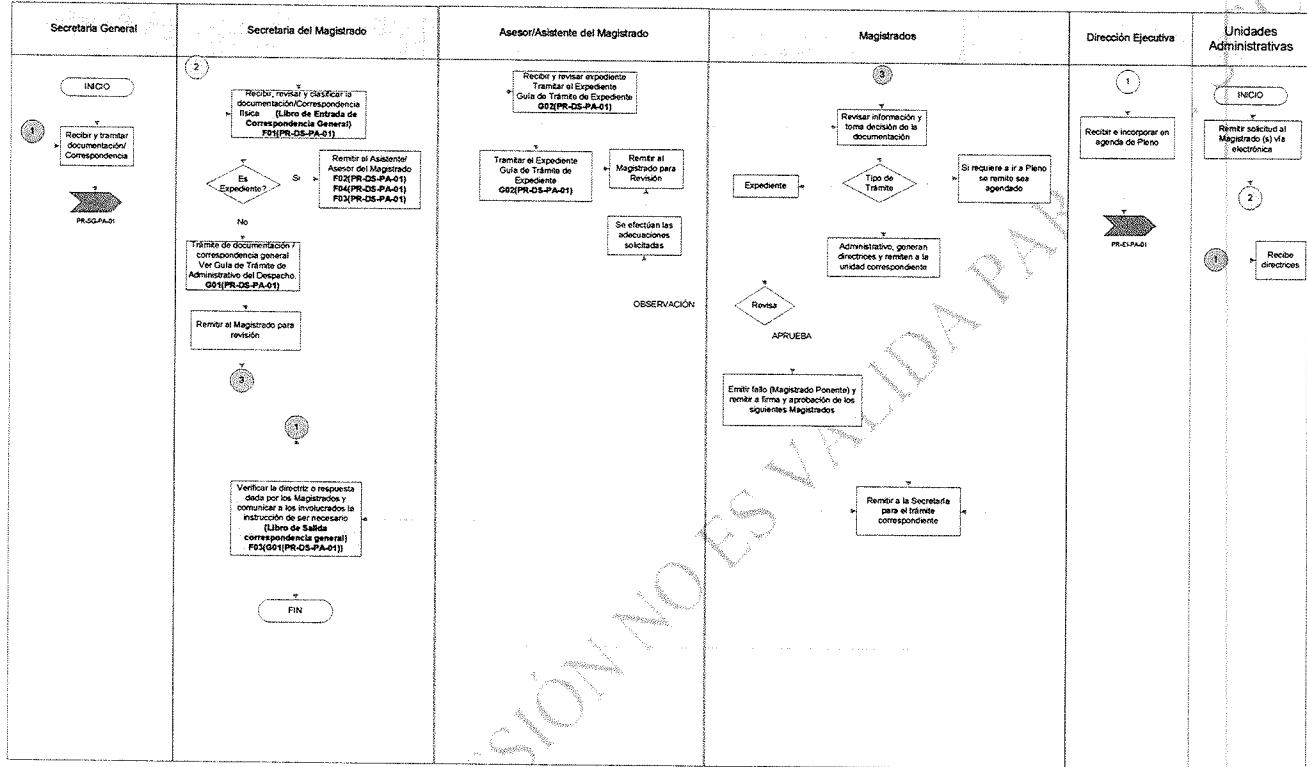 Secretaria General
INICIO
1
Recibir y tramitar
documentación/
Correspondencia
PR-SG-PA-01
Secretaria del Magistrado
2
Recibir, revisar y clasificar la
documentación/Correspondencia
física (Libro de Entrada de
Correspondencia General)
F01(PR-DS-PA-01)
Es
Expediente?
Si
Remitir al Asistente/
Asesor del Magistrado
F02(PR-DS-PA-01)
F04(PR-DS-PA-01)
F03(PR-DS-PA-01)
No
Trámite de documentación /
correspondencia general
Ver Guía de Trámite de
Administrativo del Despacho.
G01(PR-DS-PA-01)
Remitir al Magistrado para
revisión
3
1
Verificar la directriz o respuesta
dada por los Magistrados y
comunicar a los involucrados la
instrucción de ser necesario
(Libro de Salida
correspondencia general)
F03(G01(PR-DS-PA-01))
FIN
Asesor/Asistente del Magistrado
Recibir y revisar expediente
Tramitar el Expediente
Guía de Trámite de Expediente
G02(PR-DS-PA-01)
Tramitar el Expediente
Guía de Trámite de
Expediente
G02(PR-DS-PA-01)
Remitir al
Magistrado para
Revisión
Se efectúan las
adecuaciones
solicitadas
OBSERVACIÓN
Magistrados
3
Revisar información y
toma decisión de la
documentación
Tipo de
Trámite
Expediente
Si requiere a ir a Pleno
se remite sea
agendado
Administrativo, generan
directrices y remiten a la
unidad correspondiente
Revisa
APRUEBA
Emitir fallo (Magistrado Ponente) y
remitir a firma y aprobación de los
siguientes Magistrados
Remitir a la Secretaría
para el trámite
correspondiente
Dirección Ejecutiva
1
Recibir e incorporar en
agenda de Pleno
PR-EI-PA-01
Unidades
Administrativas
INICIO
Remitir solicitud al
Magistrado (s) vía
electrónica
2
1
Recibe
directrices
SIÓN NO ES VALIDA PAR